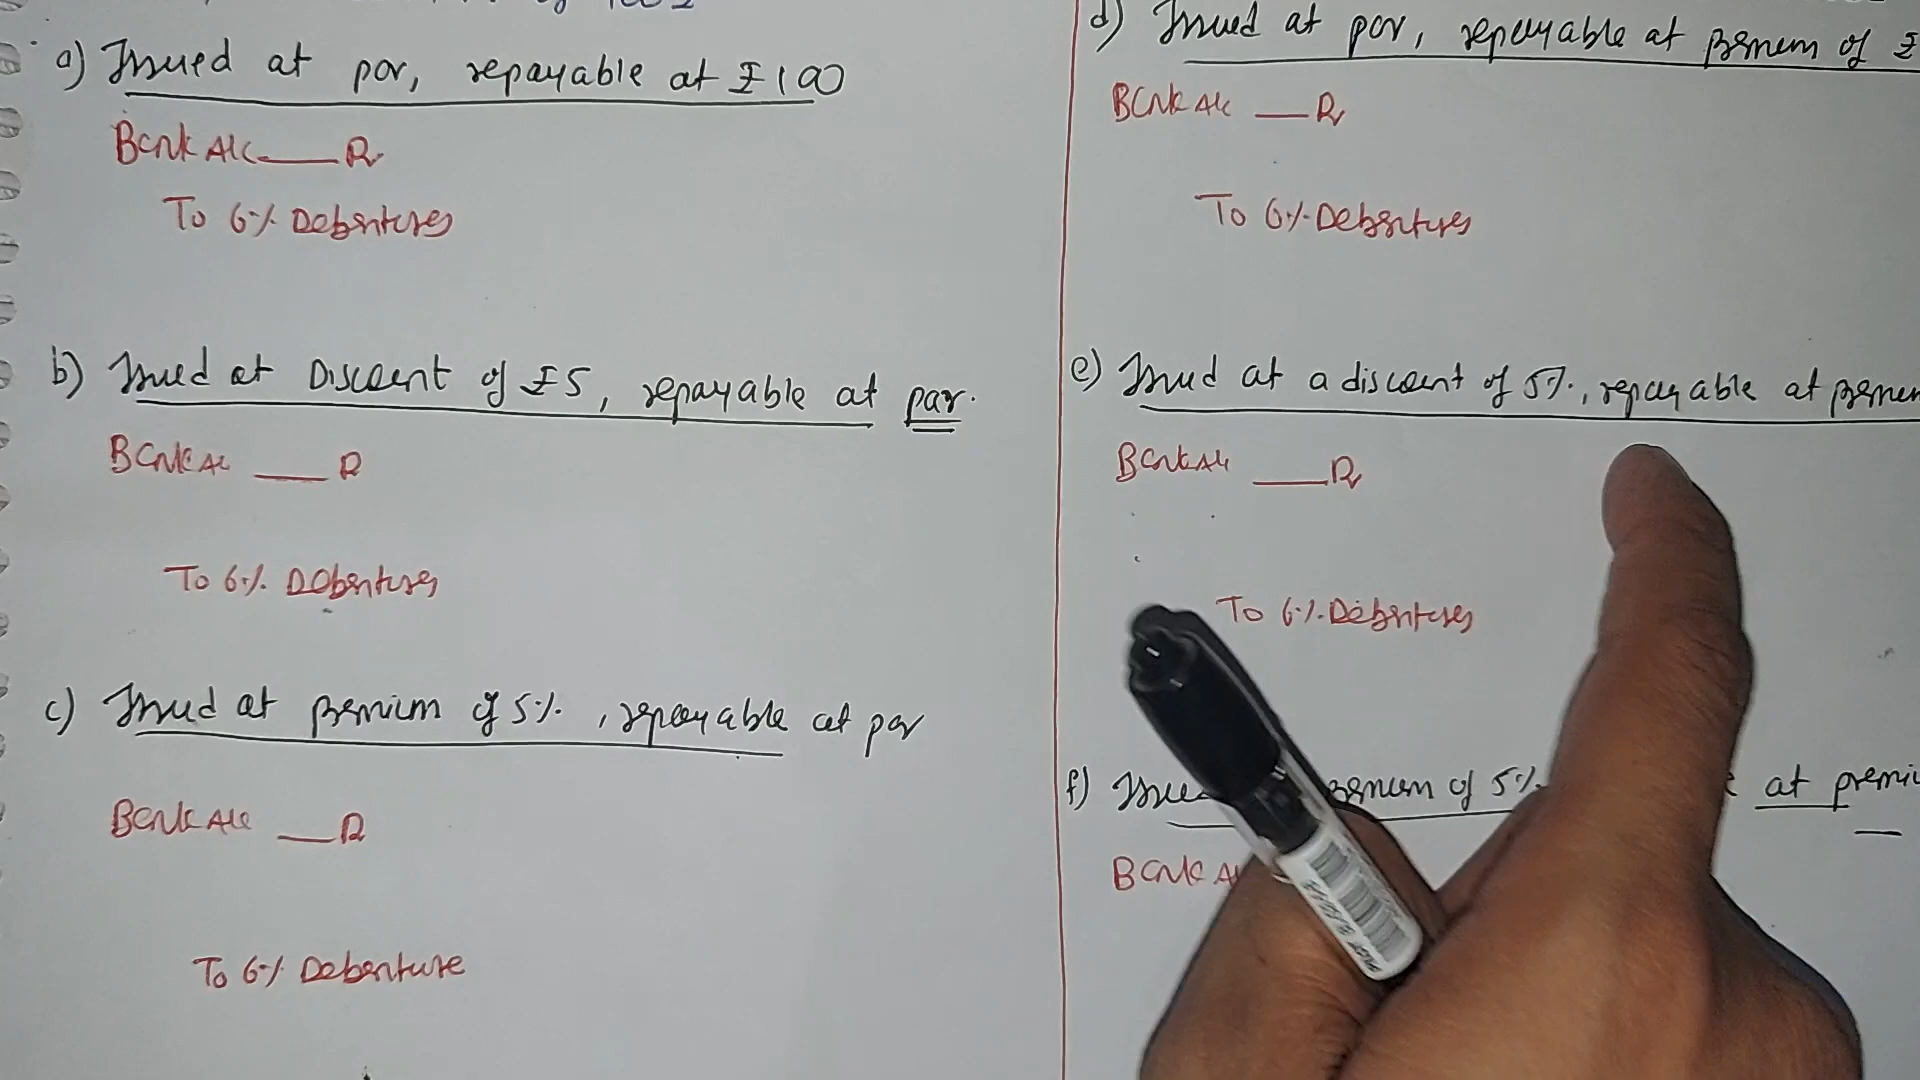 a) Issued at par, repayable at ₹100
Bank A/c ___ Dr
To 6% Debentures
b) Issued at Discount of ₹5, repayable at par.
Bank A/c ___ Dr
To 6% Debentures
c) Issued at premium of 5%, repayable at par
Bank A/c ___ Dr
To 6% Debenture
d) Issued at par, repayable at premium of ₹
Bank A/c ___ Dr
To 6% Debentures
e) Issued at a discount of 5%, repayable at premium
Bank A/c ___ Dr
To 6% Debentures
f) premium of 5% at premi
Bank A